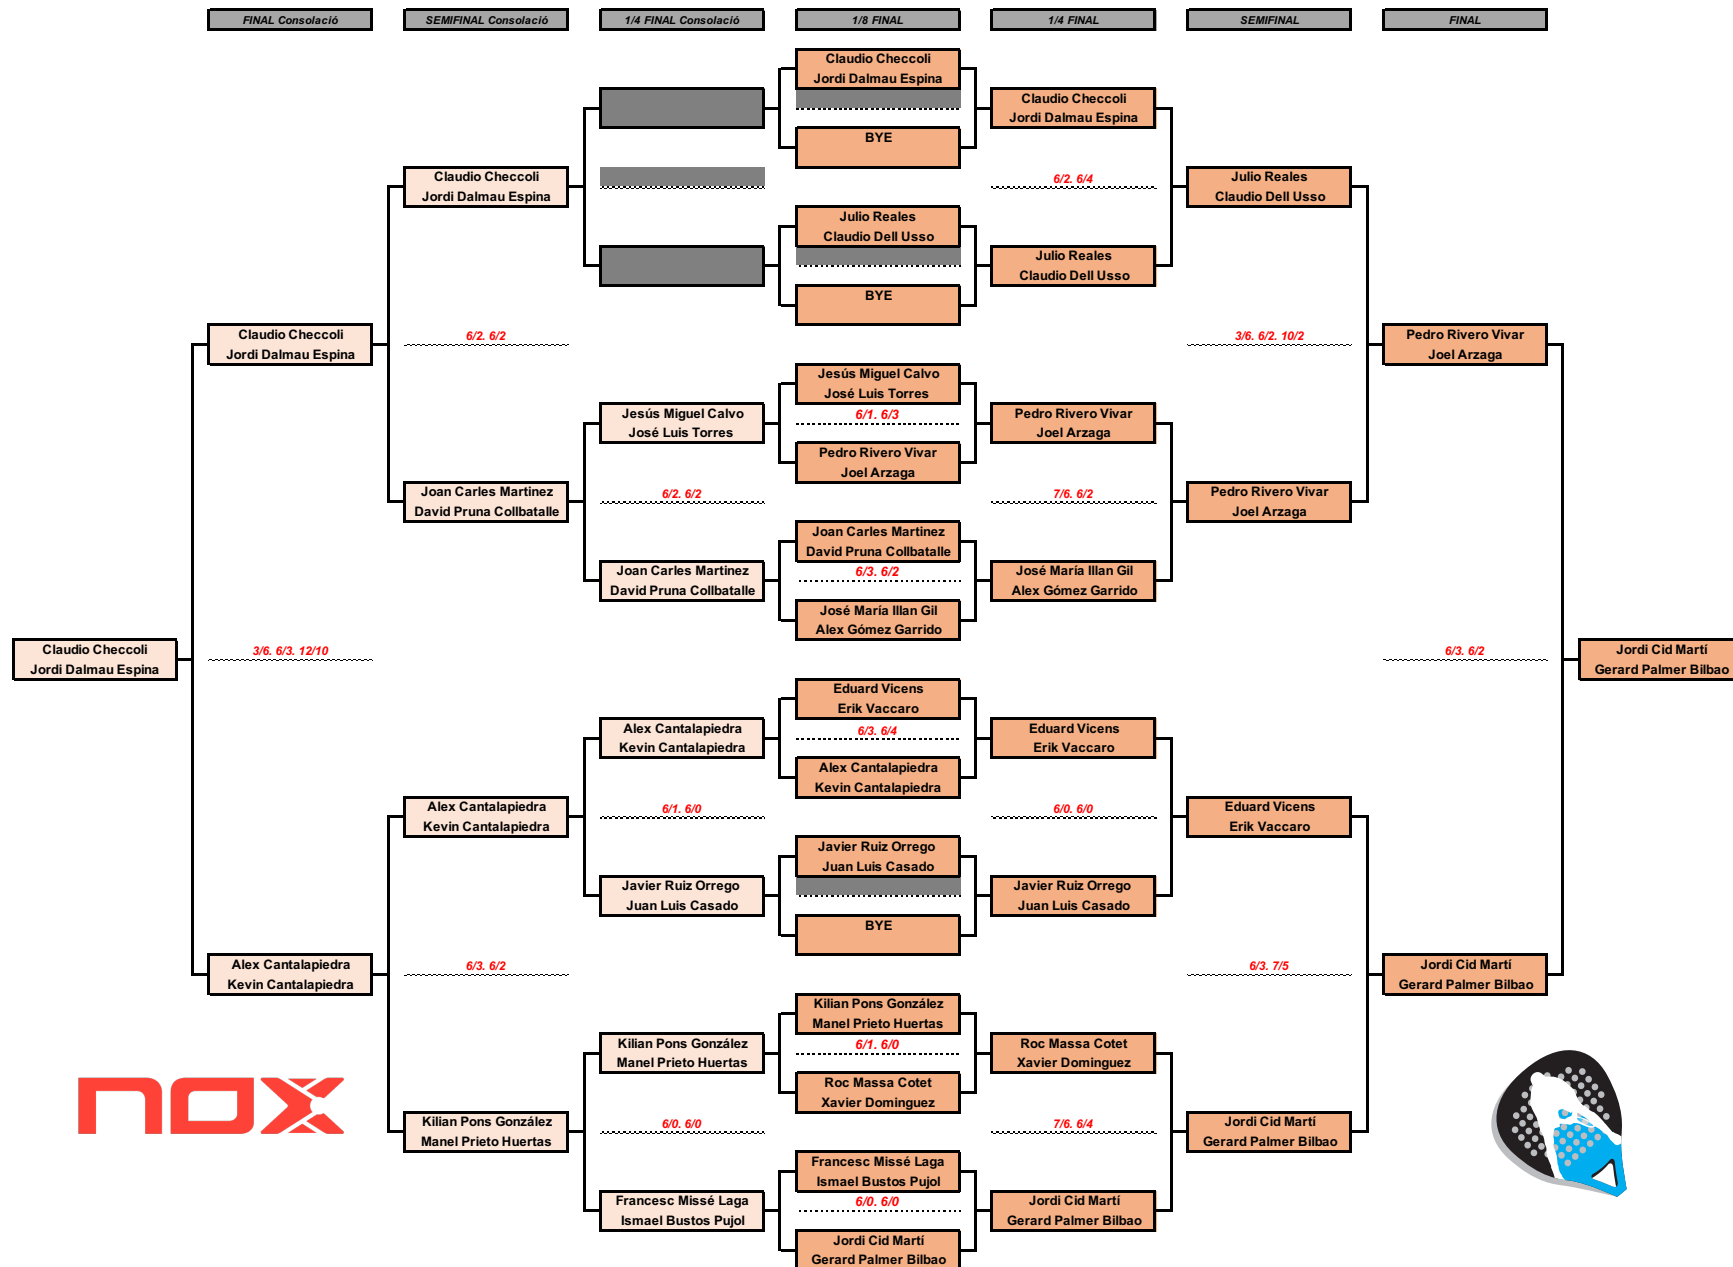 FINAL Consolació
SEMIFINAL Consolació
1/4 FINAL Consolació
1/8 FINAL
1/4 FINAL
SEMIFINAL
FINAL
Claudio Checcoli
Jordi Dalmau Espina
Claudio Checcoli
Jordi Dalmau Espina
BYE
Claudio Checcoli
Jordi Dalmau Espina
6/2. 6/4
Julio Reales
Claudio Dell Usso
Julio Reales
Claudio Dell Usso
Julio Reales
Claudio Dell Usso
BYE
Claudio Checcoli
Jordi Dalmau Espina
6/2. 6/2
3/6. 6/2. 10/2
Pedro Rivero Vivar
Joel Arzaga
Jesús Miguel Calvo
José Luis Torres
Jesús Miguel Calvo
José Luis Torres
6/1. 6/3
Pedro Rivero Vivar
Joel Arzaga
Pedro Rivero Vivar
Joel Arzaga
Joan Carles Martinez
David Pruna Collbatalle
6/2. 6/2
7/6. 6/2
Pedro Rivero Vivar
Joel Arzaga
Joan Carles Martinez
David Pruna Collbatalle
Joan Carles Martinez
David Pruna Collbatalle
6/3. 6/2
José María Illan Gil
Alex Gómez Garrido
José María Illan Gil
Alex Gómez Garrido
Claudio Checcoli
Jordi Dalmau Espina
3/6. 6/3. 12/10
6/3. 6/2
Jordi Cid Martí
Gerard Palmer Bilbao
Eduard Vicens
Erik Vaccaro
Alex Cantalapiedra
Kevin Cantalapiedra
6/3. 6/4
Eduard Vicens
Erik Vaccaro
Alex Cantalapiedra
Kevin Cantalapiedra
Alex Cantalapiedra
Kevin Cantalapiedra
6/1. 6/0
6/0. 6/0
Eduard Vicens
Erik Vaccaro
Javier Ruiz Orrego
Juan Luis Casado
Javier Ruiz Orrego
Juan Luis Casado
Javier Ruiz Orrego
Juan Luis Casado
BYE
Alex Cantalapiedra
Kevin Cantalapiedra
6/3. 6/2
6/3. 7/5
Jordi Cid Martí
Gerard Palmer Bilbao
Kilian Pons González
Manel Prieto Huertas
Kilian Pons González
Manel Prieto Huertas
6/1. 6/0
Roc Massa Cotet
Xavier Dominguez
Roc Massa Cotet
Xavier Dominguez
nox
Kilian Pons González
Manel Prieto Huertas
6/0. 6/0
7/6. 6/4
Jordi Cid Martí
Gerard Palmer Bilbao
Francesc Missé Laga
Ismael Bustos Pujol
Francesc Missé Laga
Ismael Bustos Pujol
6/0. 6/0
Jordi Cid Martí
Gerard Palmer Bilbao
Jordi Cid Martí
Gerard Palmer Bilbao